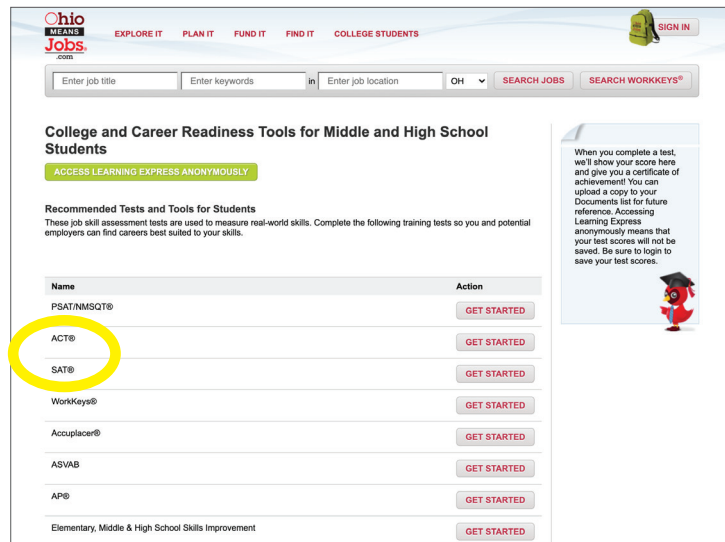 Ohio
MEANS
Jobs.
.com
EXPLORE IT PLAN IT FUND IT FIND IT COLLEGE STUDENTS
SIGN IN
Enter job title Enter keywords in Enter job location OH SEARCH JOBS SEARCH WORKKEYS®
College and Career Readiness Tools for Middle and High School
Students
ACCESS LEARNING EXPRESS ANONYMOUSLY
Recommended Tests and Tools for Students
These job skill assessment tests are used to measure real-world skills. Complete the following training tests so you and potential
employers can find careers best suited to your skills.
Name Action
PSAT/NMSQT® GET STARTED
ACT® GET STARTED
SAT® GET STARTED
WorkKeys® GET STARTED
Accuplacer® GET STARTED
ASVAB GET STARTED
AP® GET STARTED
Elementary, Middle & High School Skills Improvement GET STARTED
When you complete a test,
we'll show your score here
and give you a certificate of
achievement! You can
upload a copy to your
Documents list for future
reference. Accessing
Learning Express
anonymously means that
your test scores will not be
saved. Be sure to login to
save your test scores.